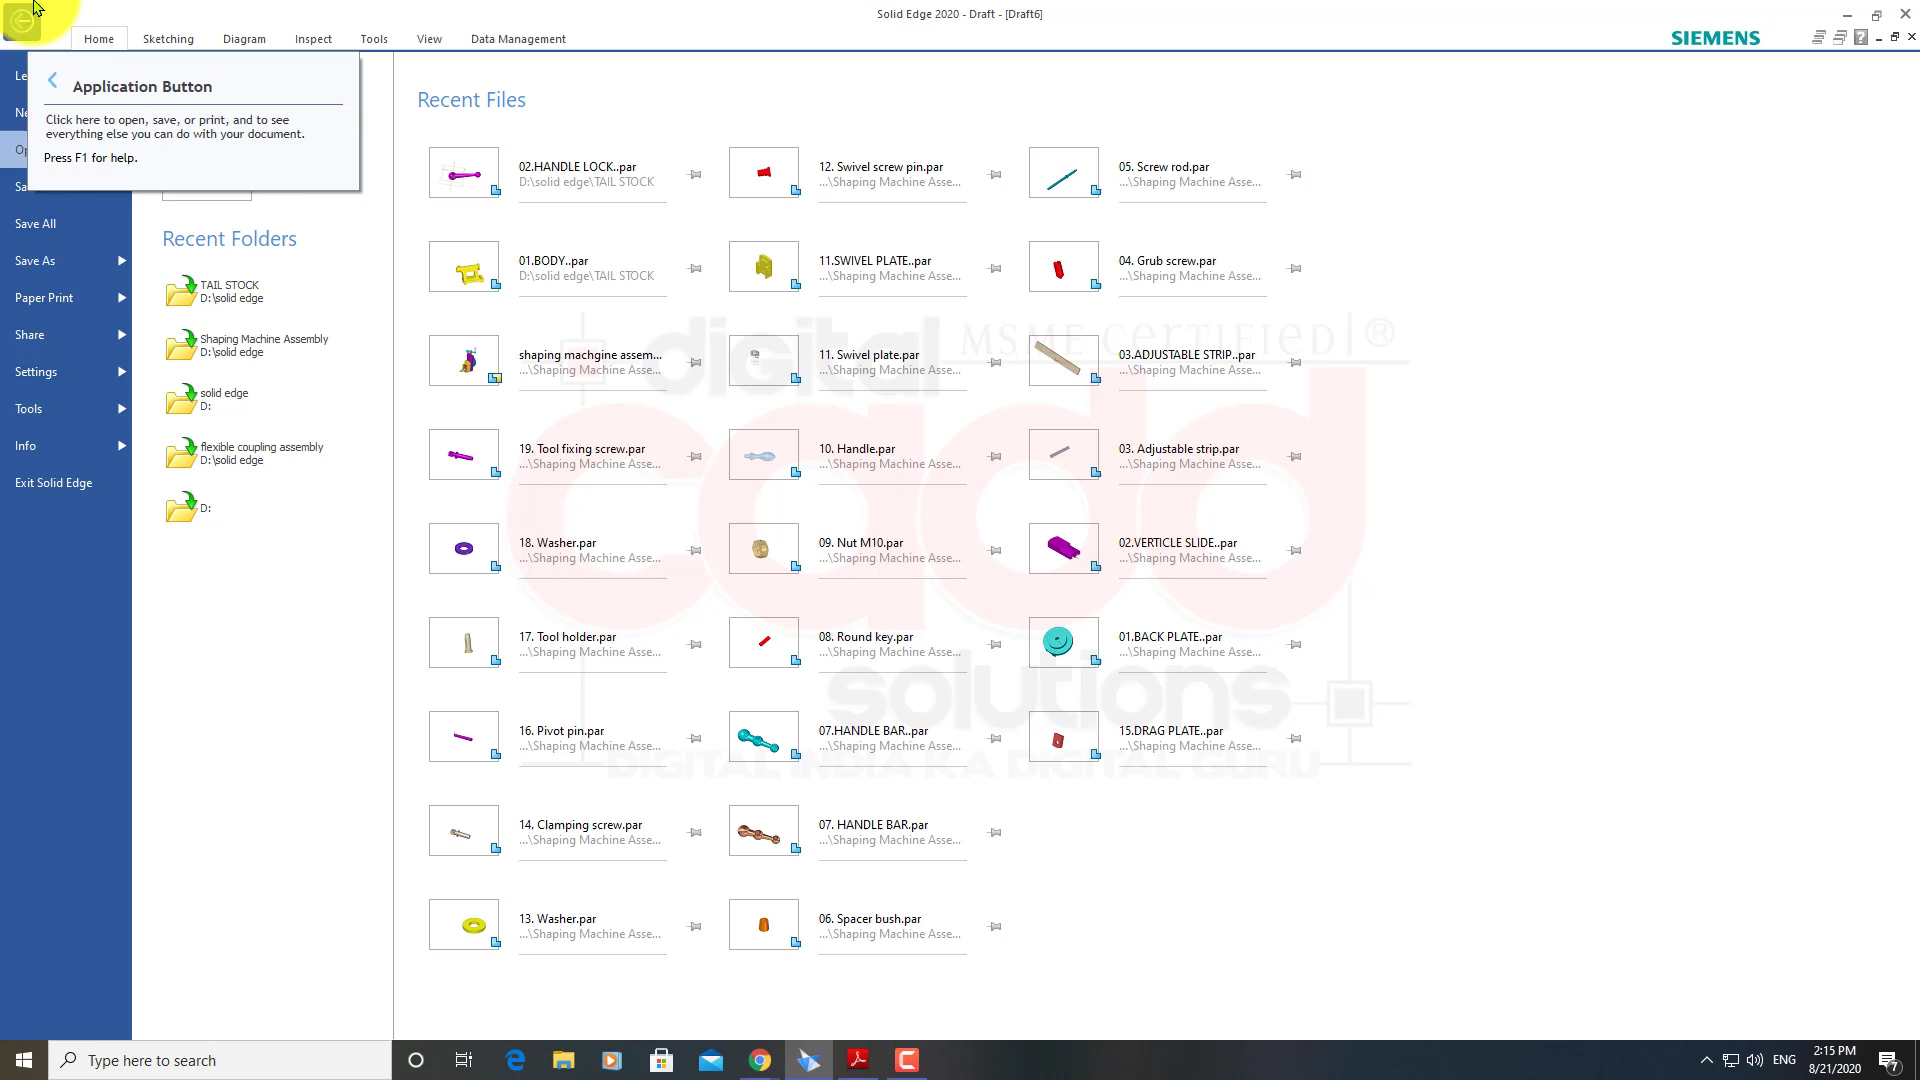 Solid Edge 2020 - Draft - [Draft6]
Home
Sketching
Diagram
Inspect
Tools
View
Data Management
SIEMENS
Application Button
Click here to open, save, or print, and to see
everything else you can do with your document.
Press F1 for help.
Save All
Save As
Paper Print
Share
Settings
Tools
Info
Exit Solid Edge
Recent Folders
TAIL STOCK
D:\solid edge
Shaping Machine Assembly
D:\solid edge
solid edge
D:
flexible coupling assembly
D:\solid edge
D:
Recent Files
02.HANDLE LOCK..par
D:\solid edge\TAIL STOCK
12. Swivel screw pin.par
...\Shaping Machine Asse...
05. Screw rod.par
...\Shaping Machine Asse...
01.BODY..par
D:\solid edge\TAIL STOCK
11.SWIVEL PLATE..par
...\Shaping Machine Asse...
04. Grub screw.par
...\Shaping Machine Asse...
shaping machgine assem...
...\Shaping Machine Asse...
11. Swivel plate.par
...\Shaping Machine Asse...
03.ADJUSTABLE STRIP..par
...\Shaping Machine Asse...
19. Tool fixing screw.par
...\Shaping Machine Asse...
10. Handle.par
...\Shaping Machine Asse...
03. Adjustable strip.par
...\Shaping Machine Asse...
18. Washer.par
...\Shaping Machine Asse...
09. Nut M10.par
...\Shaping Machine Asse...
02.VERTICLE SLIDE..par
...\Shaping Machine Asse...
17. Tool holder.par
...\Shaping Machine Asse...
08. Round key.par
...\Shaping Machine Asse...
01.BACK PLATE..par
...\Shaping Machine Asse...
16. Pivot pin.par
...\Shaping Machine Asse...
07.HANDLE BAR..par
...\Shaping Machine Asse...
15.DRAG PLATE..par
...\Shaping Machine Asse...
14. Clamping screw.par
...\Shaping Machine Asse...
07. HANDLE BAR.par
...\Shaping Machine Asse...
13. Washer.par
...\Shaping Machine Asse...
06. Spacer bush.par
...\Shaping Machine Asse...
digital
MSME certified ®
cadd
solutions
DIGITAL INDIA KA DIGITAL GURU
Type here to search
ENG
2:15 PM
8/21/2020
7